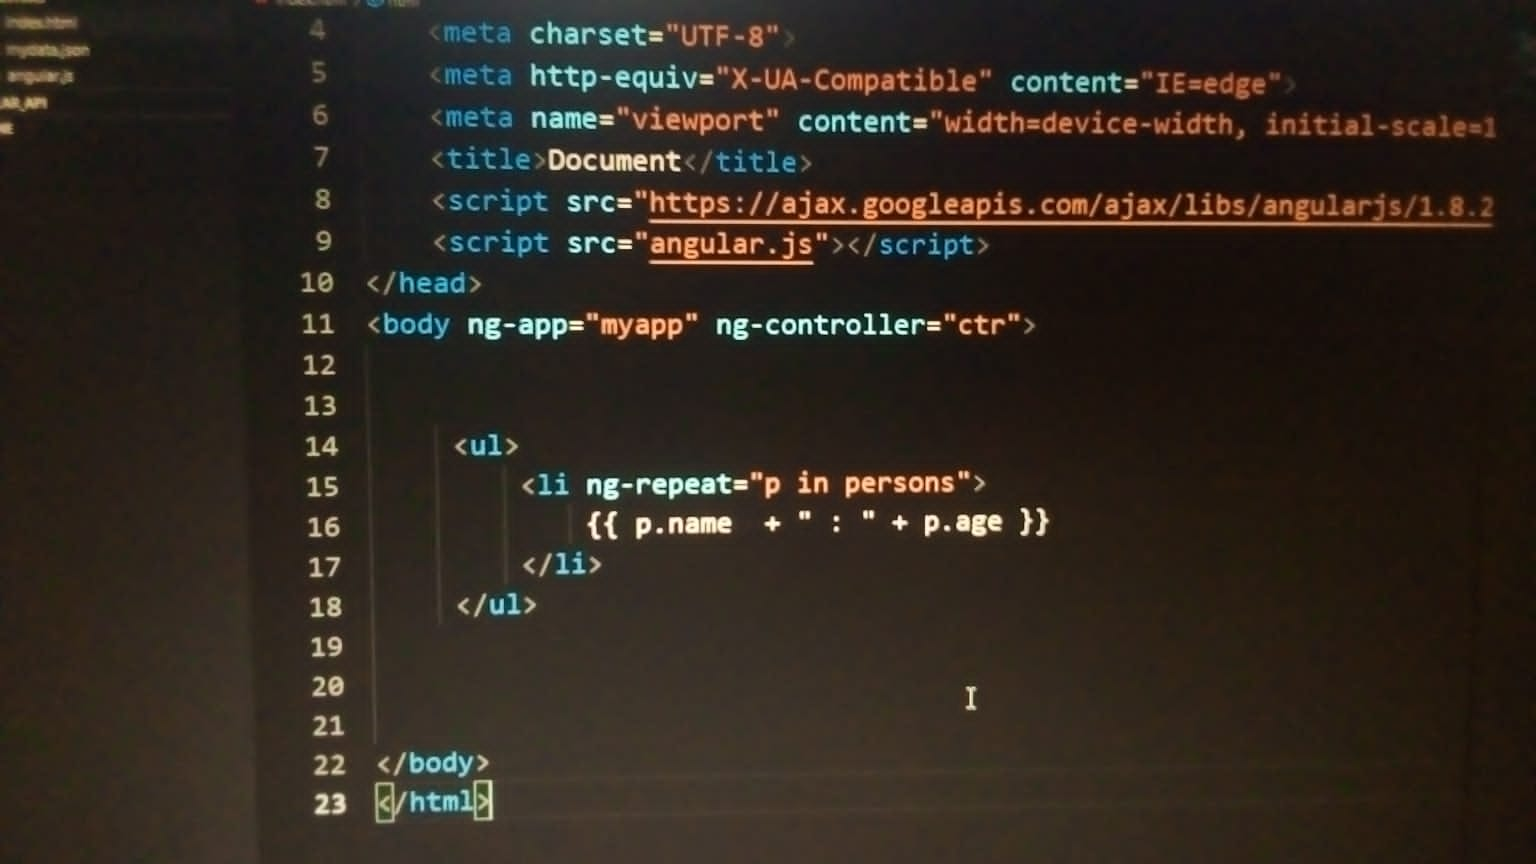 index.html
mydata.json
angular.js
4 <meta charset="UTF-8">
5 <meta http-equiv="X-UA-Compatible" content="IE=edge">
6 <meta name="viewport" content="width=device-width, initial-scale=1
7 <title>Document</title>
8 <script src="https://ajax.googleapis.com/ajax/libs/angularjs/1.8.2
9 <script src="angular.js"></script>
10 </head>
11 <body ng-app="myapp" ng-controller="ctr">
12
13
14 <ul>
15 <li ng-repeat="p in persons">
16 {{ p.name  + " : " + p.age }}
17 </li>
18 </ul>
19
20
21
22 </body>
23 </html>